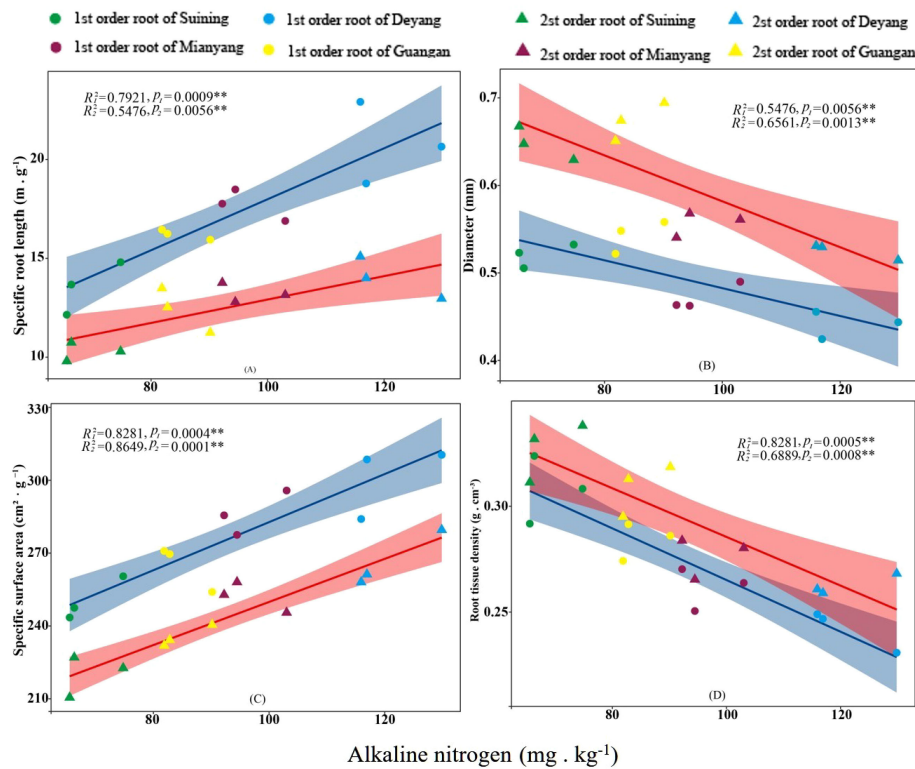 1st order root of Suining 1st order root of Deyang 2st order root of Suining 2st order root of Deyang
1st order root of Mianyang 1st order root of Guangan 2st order root of Mianyang 2st order root of Guangan
R₁²=0.7921, p₁=0.0009**
R₂²=0.5476, p₂=0.0056**
Specific root length (m . g⁻¹)
20
15
10
80 100 120
(A)
R₁²=0.5476, p₁=0.0056**
R₂²=0.6561, p₂=0.0013**
Diameter (mm)
0.7
0.6
0.5
0.4
80 100 120
(B)
R₁²=0.8281, p₁=0.0004**
R₂²=0.8649, p₂=0.0001**
Specific surface area (cm² · g⁻¹)
330
300
270
240
210
80 100 120
(C)
R₁²=0.8281, p₁=0.0005**
R₂²=0.6889, p₂=0.0008**
Root tissue density (g . cm⁻³)
0.30
0.25
80 100 120
(D)
Alkaline nitrogen (mg . kg⁻¹)